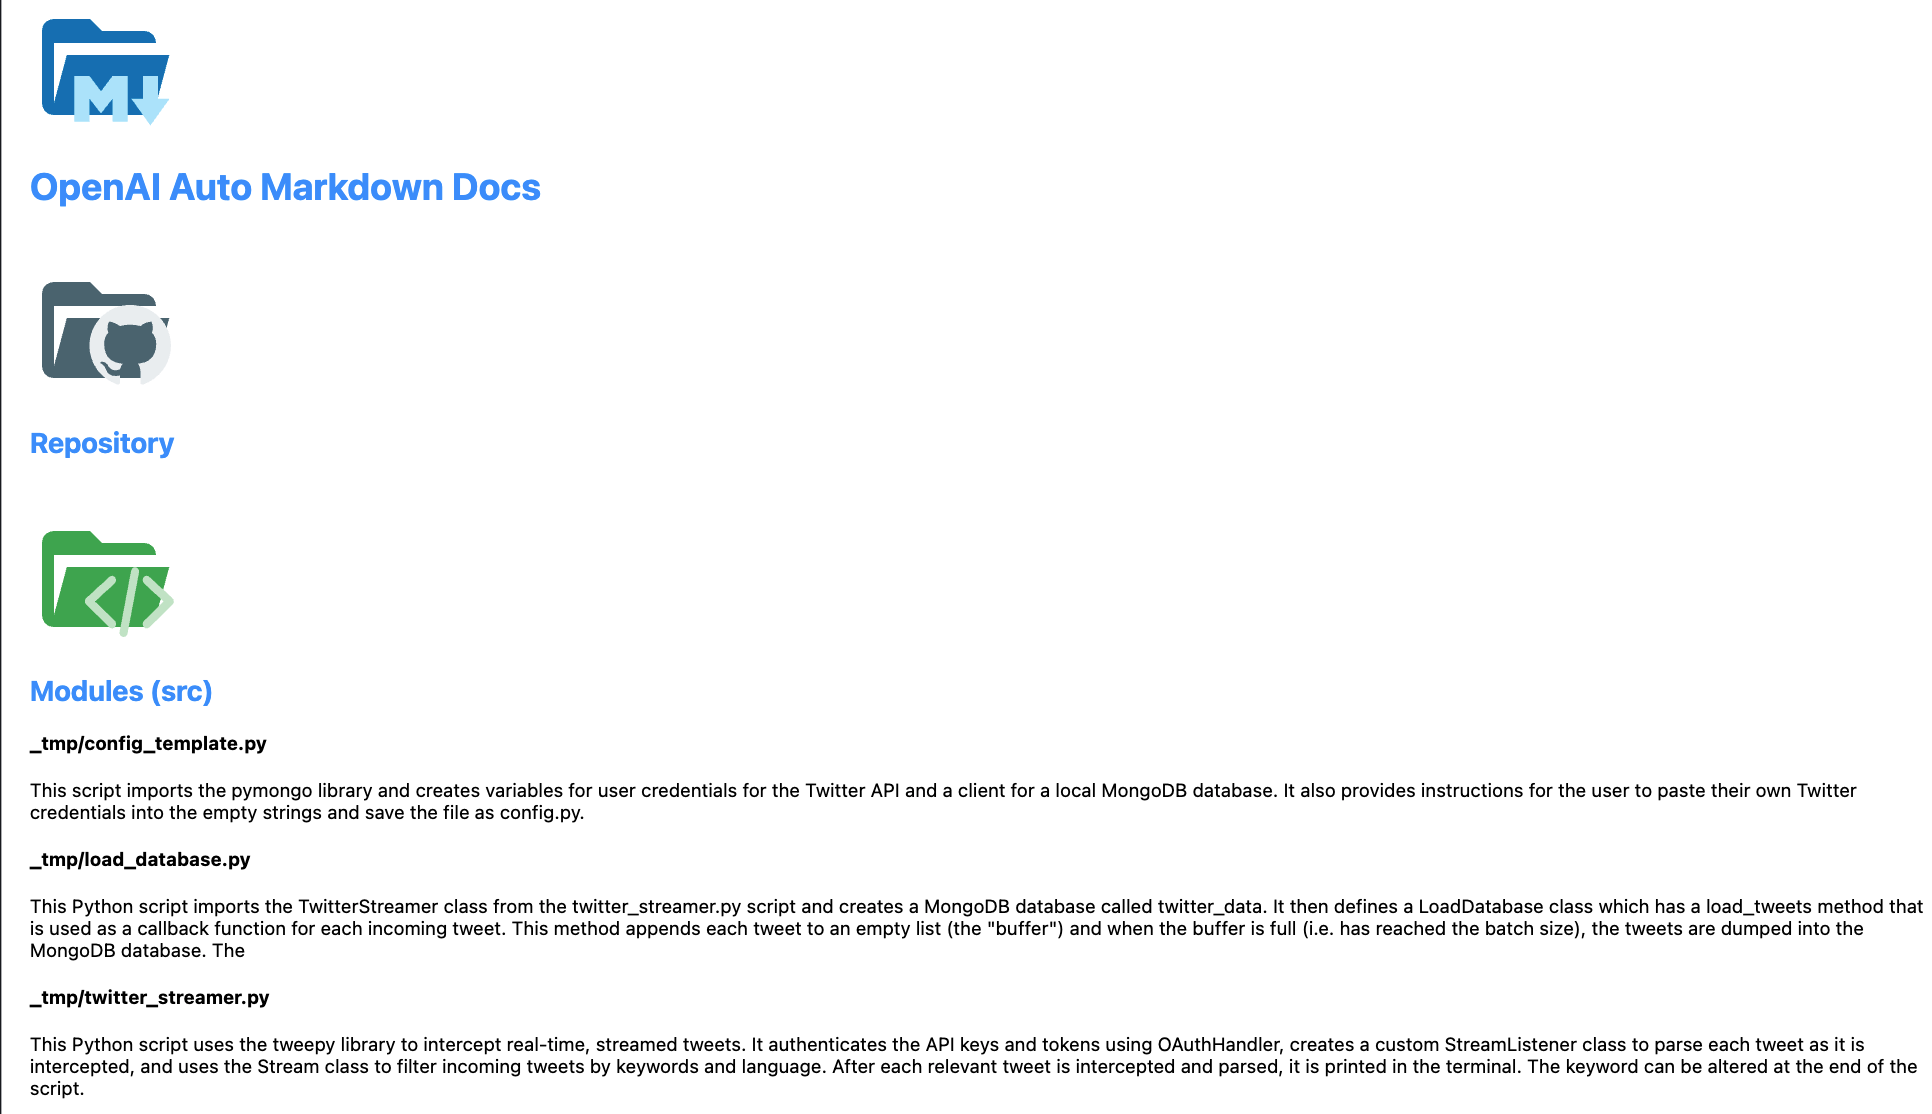 M
OpenAI Auto Markdown Docs
Repository
</>
Modules (src)
_tmp/config_template.py
This script imports the pymongo library and creates variables for user credentials for the Twitter API and a client for a local MongoDB database. It also provides instructions for the user to paste their own Twitter
credentials into the empty strings and save the file as config.py.
_tmp/load_database.py
This Python script imports the TwitterStreamer class from the twitter_streamer.py script and creates a MongoDB database called twitter_data. It then defines a LoadDatabase class which has a load_tweets method that
is used as a callback function for each incoming tweet. This method appends each tweet to an empty list (the "buffer") and when the buffer is full (i.e. has reached the batch size), the tweets are dumped into the
MongoDB database. The
_tmp/twitter_streamer.py
This Python script uses the tweepy library to intercept real-time, streamed tweets. It authenticates the API keys and tokens using OAuthHandler, creates a custom StreamListener class to parse each tweet as it is
intercepted, and uses the Stream class to filter incoming tweets by keywords and language. After each relevant tweet is intercepted and parsed, it is printed in the terminal. The keyword can be altered at the end of the
script.